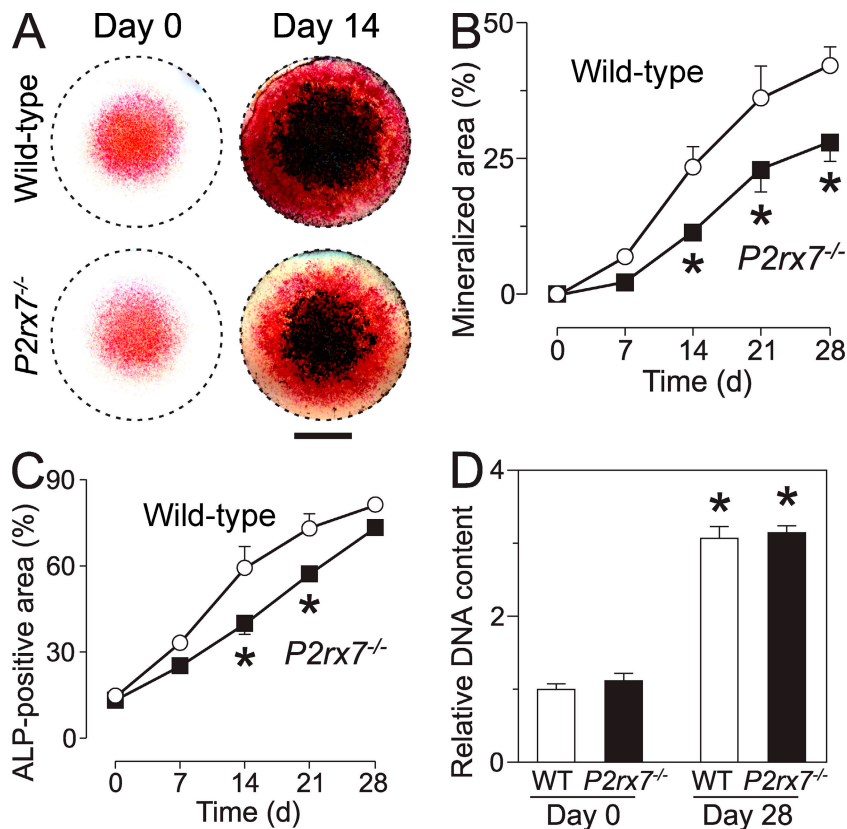 A
Day 0
Day 14
Wild-type
P2rx7-/-
B
Mineralized area (%)
50
25
0
Wild-type
*
*
*
P2rx7-/-
0 7 14 21 28
Time (d)
C
ALP-positive area (%)
90
60
30
0
Wild-type
*
*
P2rx7-/-
0 7 14 21 28
Time (d)
D
Relative DNA content
4
2
0
* *
WT P2rx7-/- WT P2rx7-/-
Day 0 Day 28